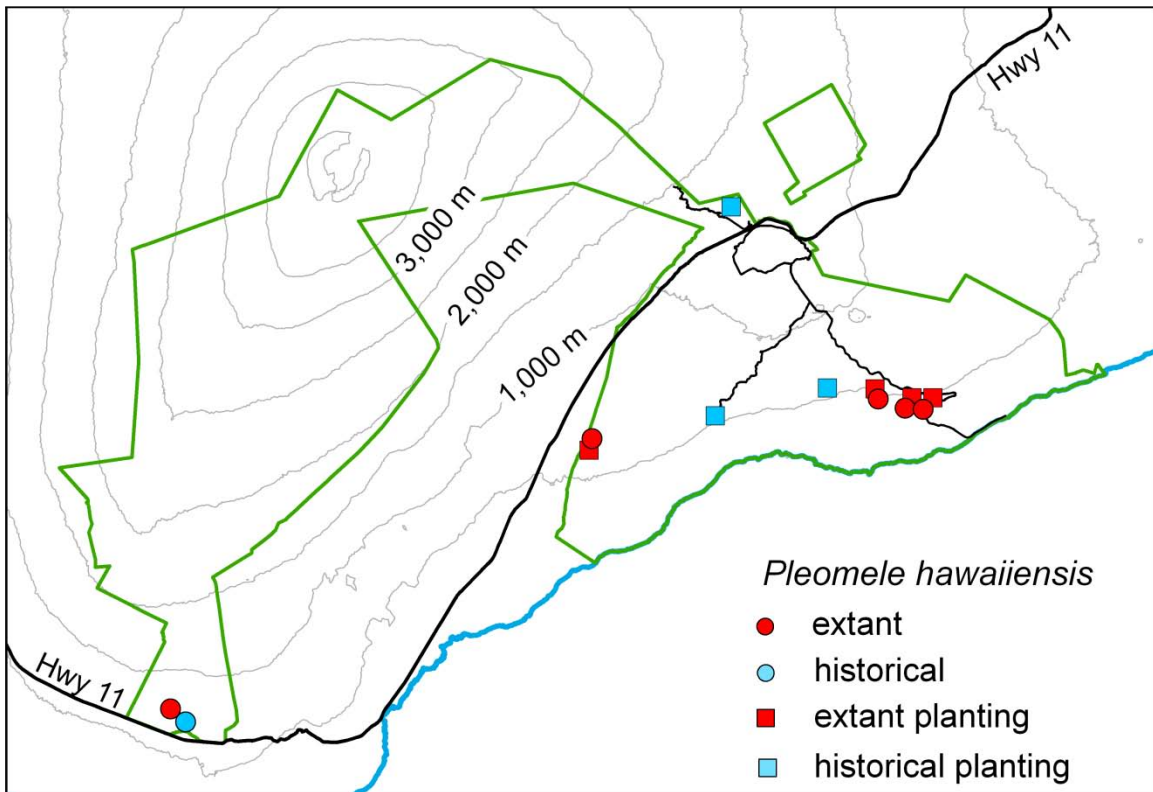 Hwy 11
3,000 m
2,000 m
1,000 m
Hwy 11
Pleomele hawaiiensis
extant
historical
extant planting
historical planting